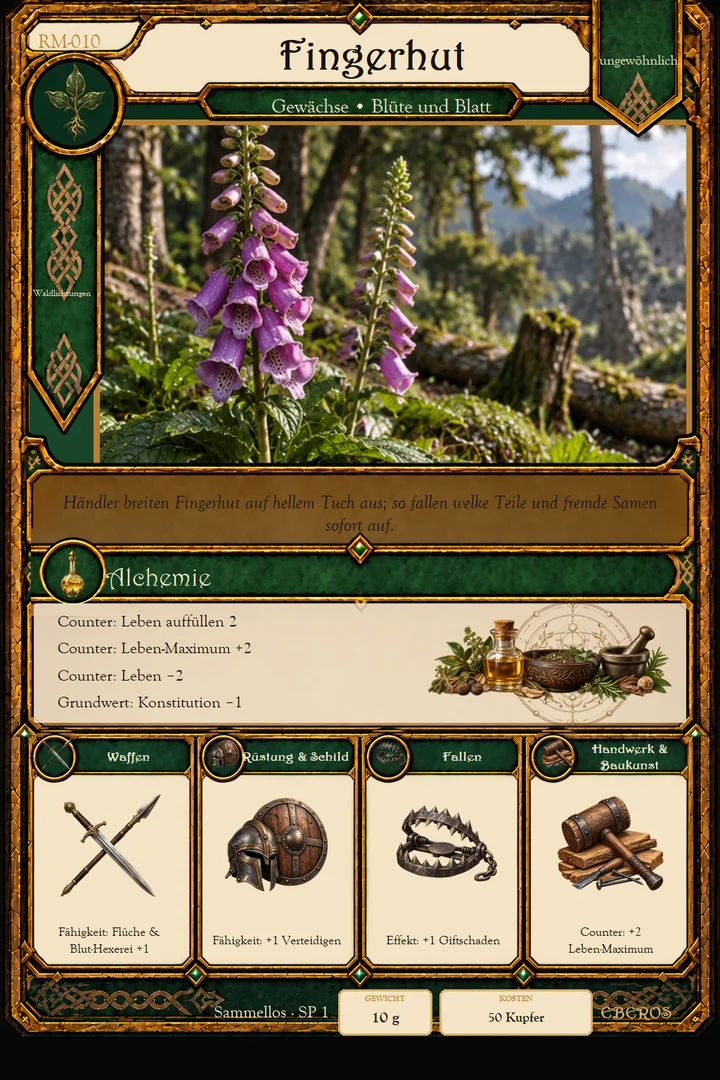 RM-010
Fingerhut
ungewöhnlich
Gewächse • Blüte und Blatt
Waldlichtungen
Händler breiten Fingerhut auf hellem Tuch aus; so fallen welke Teile und fremde Samen
sofort auf.
Alchemie
Counter: Leben auffüllen 2
Counter: Leben-Maximum +2
Counter: Leben −2
Grundwert: Konstitution −1
Waffen
Rüstung & Schild
Fallen
Handwerk &
Baukunst
Fähigkeit: Flüche &
Blut-Hexerei +1
Fähigkeit: +1 Verteidigen
Effekt: +1 Giftschaden
Counter: +2
Leben-Maximum
Sammellos · SP 1
GEWICHT
10 g
KOSTEN
50 Kupfer
EBEROS